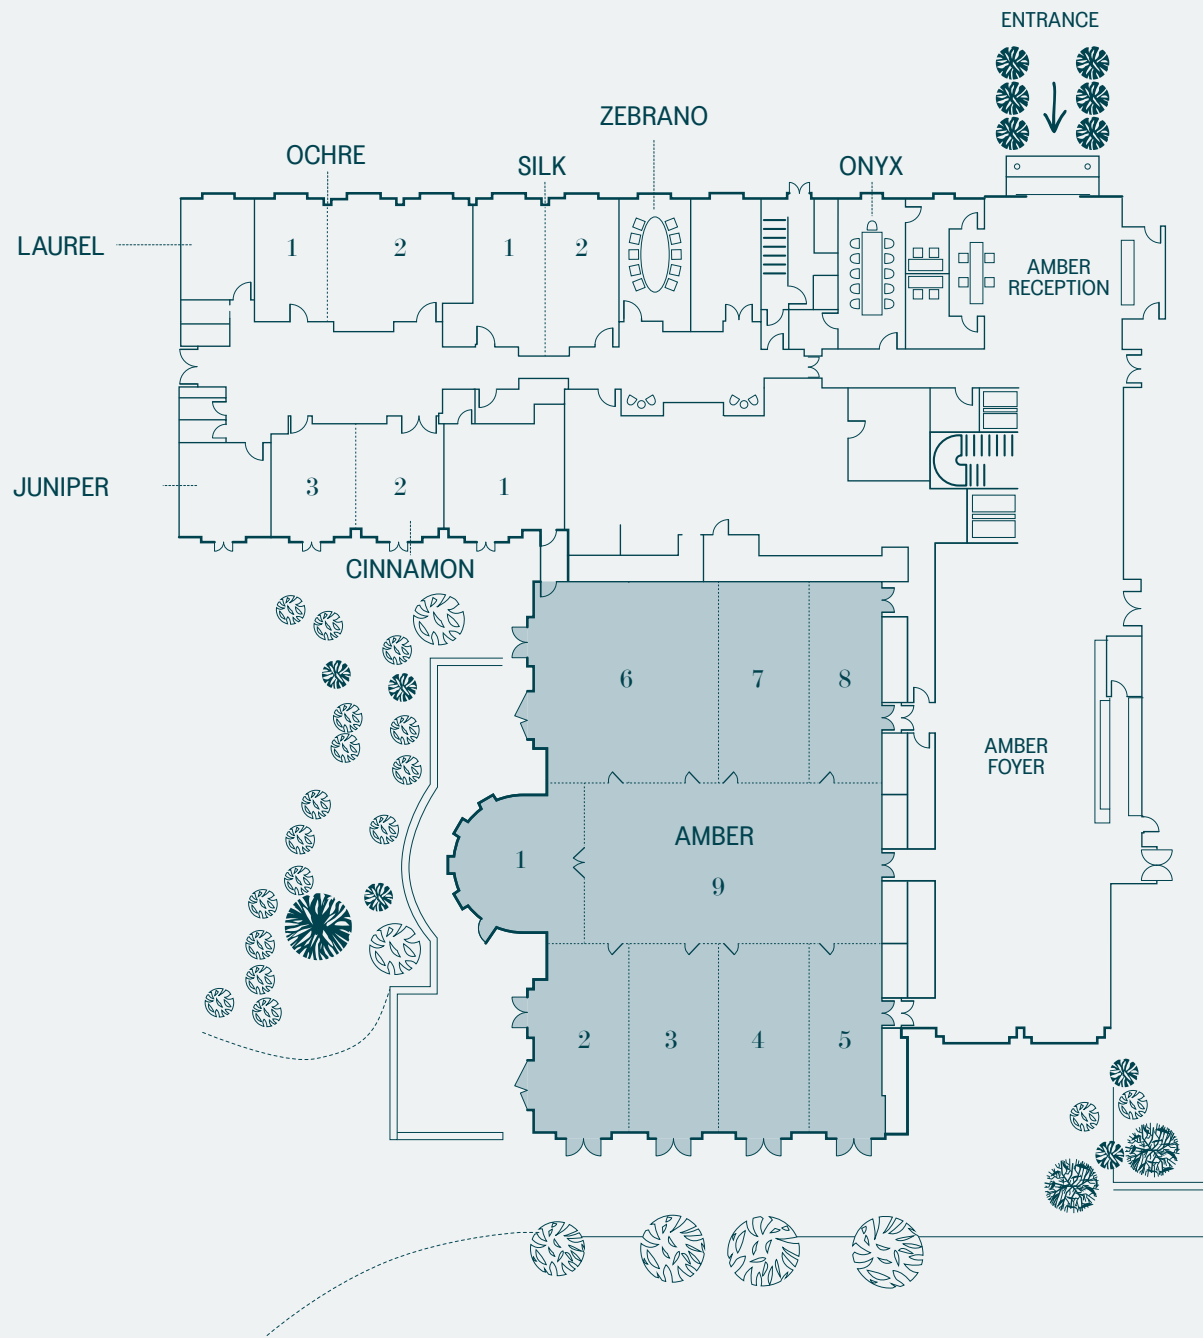 ENTRANCE
ZEBRANO
OCHRE
SILK
ONYX
LAUREL
1
2
1
2
AMBER
RECEPTION
JUNIPER
3
2
1
CINNAMON
6
7
8
AMBER
FOYER
AMBER
1
9
2
3
4
5